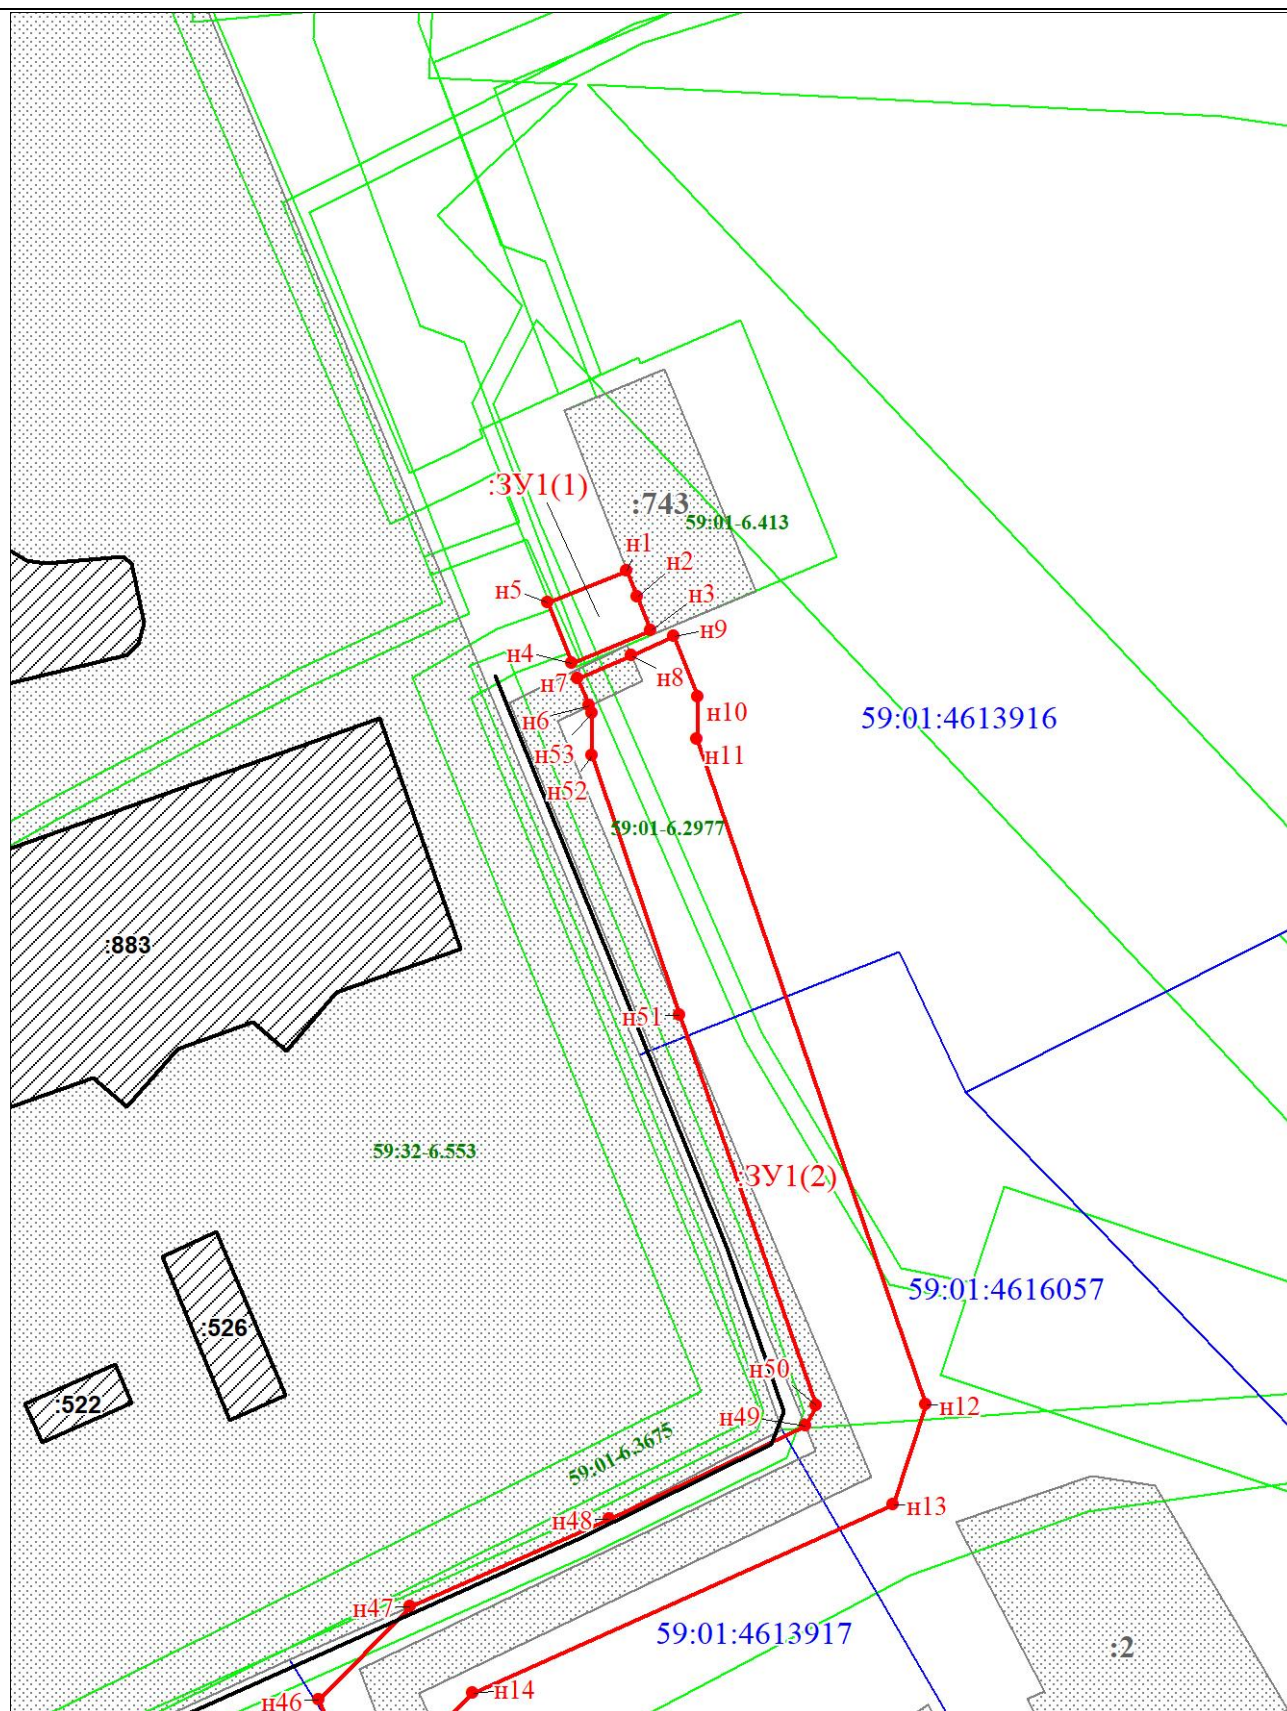 :ЗУ1(1)
:743
59:01-6.413
н1
н2
н5
н3
н9
н4
н8
н7
н6
н10
59:01:4613916
н53
н11
н52
59:01-6.2977
:883
н51
59:32-6.553
:ЗУ1(2)
59:01:4616057
:526
н50
:522
н12
н49
59:01-6.3675
н13
н48
н47
59:01:4613917
:2
н14
н46